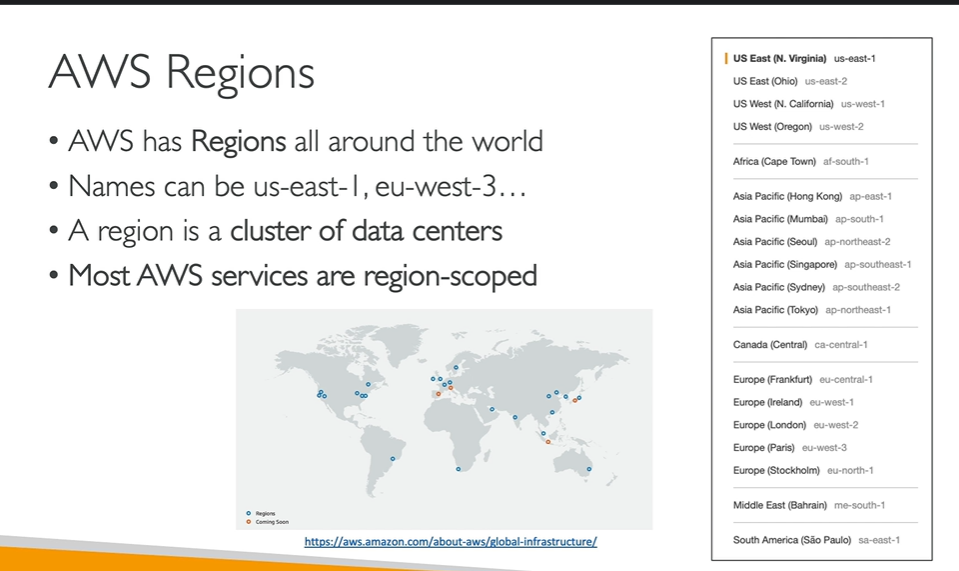 AWS Regions
• AWS has Regions all around the world
• Names can be us-east-1, eu-west-3…
• A region is a cluster of data centers
• Most AWS services are region-scoped
Regions
Coming Soon
https://aws.amazon.com/about-aws/global-infrastructure/
US East (N. Virginia) us-east-1
US East (Ohio) us-east-2
US West (N. California) us-west-1
US West (Oregon) us-west-2
Africa (Cape Town) af-south-1
Asia Pacific (Hong Kong) ap-east-1
Asia Pacific (Mumbai) ap-south-1
Asia Pacific (Seoul) ap-northeast-2
Asia Pacific (Singapore) ap-southeast-1
Asia Pacific (Sydney) ap-southeast-2
Asia Pacific (Tokyo) ap-northeast-1
Canada (Central) ca-central-1
Europe (Frankfurt) eu-central-1
Europe (Ireland) eu-west-1
Europe (London) eu-west-2
Europe (Paris) eu-west-3
Europe (Stockholm) eu-north-1
Middle East (Bahrain) me-south-1
South America (São Paulo) sa-east-1